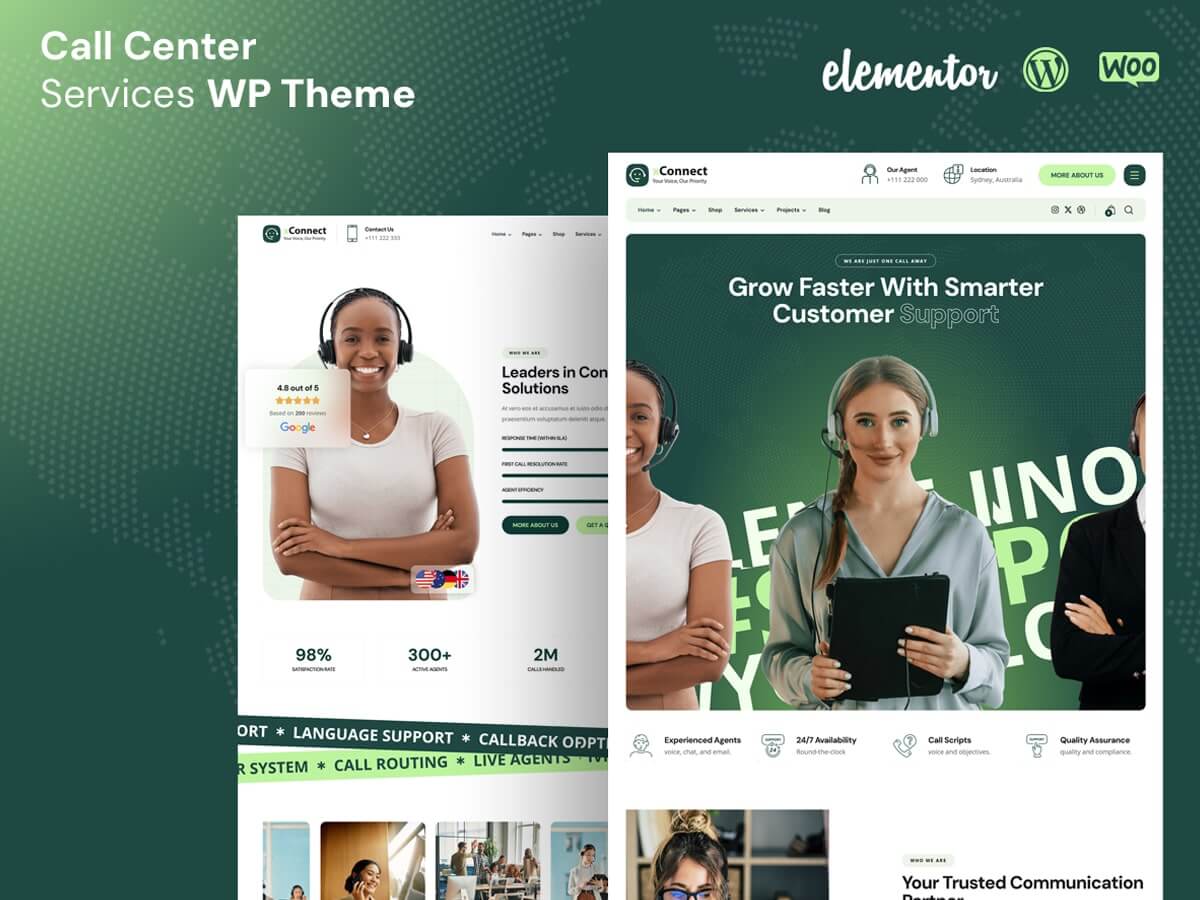 Call Center
Services WP Theme
elementor
WOO
xConnect
Your Voice, Our Priority
Contact Us
+111 222 333
Home
Pages
Shop
Services
4.8 out of 5
Based on 200 reviews
Google
WHO WE ARE
Leaders in Con
Solutions
At vero eos et accusamus et iusto odio d
praesentium voluptatum deleniti atque.
RESPONSE TIME (WITHIN SLA)
FIRST CALL RESOLUTION RATE
AGENT EFFICIENCY
MORE ABOUT US
GET A Q
98%
SATISFACTION RATE
300+
ACTIVE AGENTS
2M
CALLS HANDLED
ORT * LANGUAGE SUPPORT * CALLBACK
R SYSTEM * CALL ROUTING * LIVE AGENTS *
xConnect
Your Voice, Our Priority
Our Agent
+111 222 000
Location
Sydney, Australia
MORE ABOUT US
Home
Pages
Shop
Services
Projects
Blog
WE ARE JUST ONE CALL AWAY
Grow Faster With Smarter
Customer Support
Experienced Agents
voice, chat, and email.
SUPPORT
24
24/7 Availability
Round-the-clock
Call Scripts
voice and objectives.
SUPPORT
Quality Assurance
quality and compliance.
WHO WE ARE
Your Trusted Communication
Partner